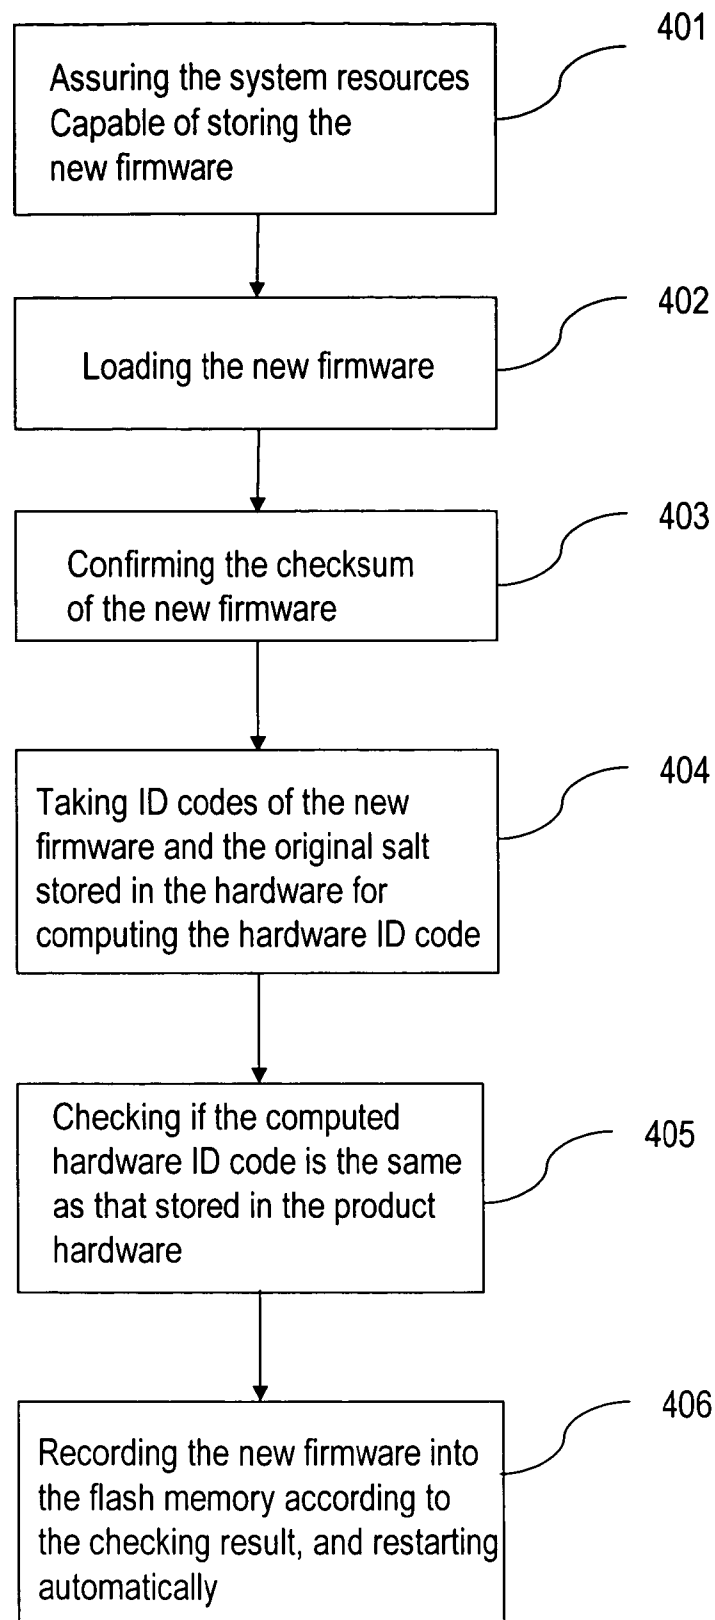 401
Assuring the system resources
Capable of storing the
new firmware
402
Loading the new firmware
403
Confirming the checksum
of the new firmware
404
Taking ID codes of the new
firmware and the original salt
stored in the hardware for
computing the hardware ID code
405
Checking if the computed
hardware ID code is the same
as that stored in the product
hardware
406
Recording the new firmware into
the flash memory according to
the checking result, and restarting
automatically